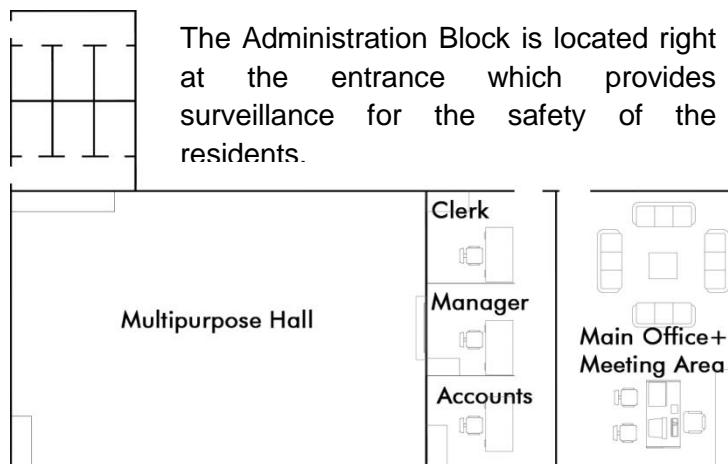 The Administration Block is located right
at the entrance which provides
surveillance for the safety of the
residents.
Clerk
Multipurpose Hall
Manager
Accounts
Main Office+
Meeting Area